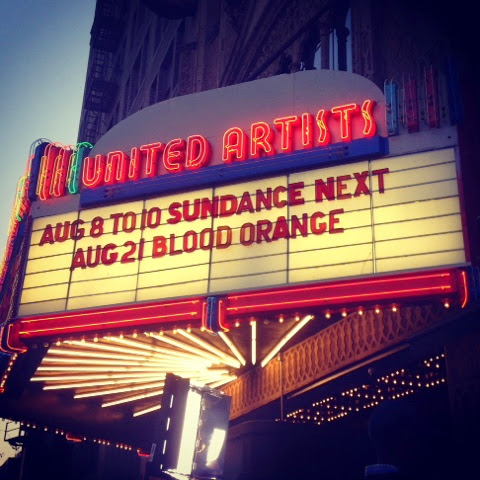 UNITED ARTISTS
AUG 8 TO 10 SUNDANCE NEXT
AUG 21 BLOOD ORANGE